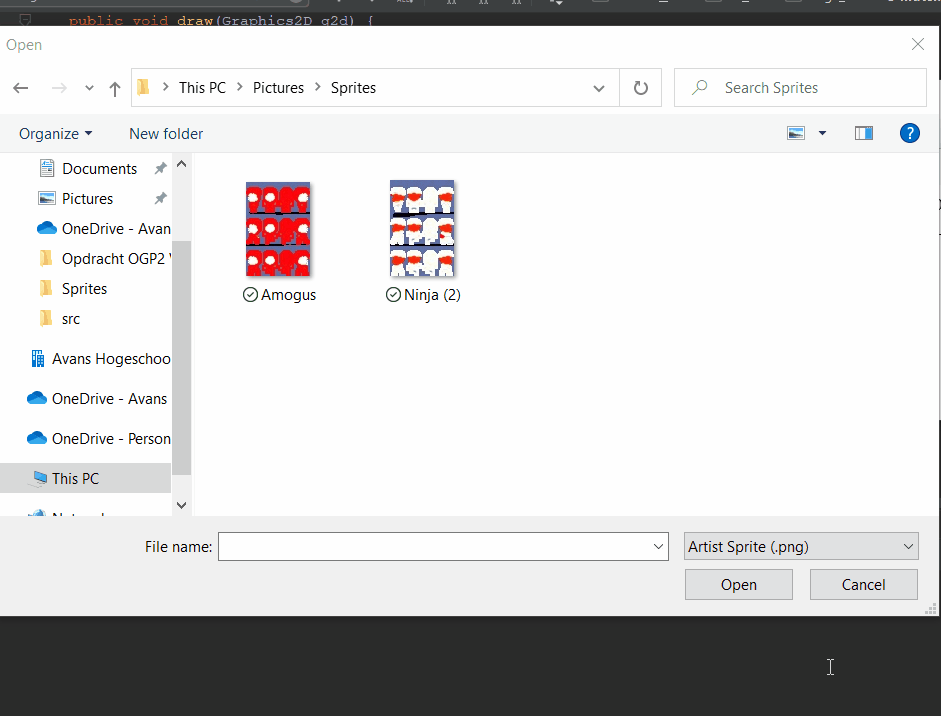 public void draw(Graphics2D g2d) {
Open
This PC > Pictures > Sprites
Search Sprites
Organize
New folder
?
Documents
Pictures
OneDrive - Avan
Opdracht OGP2
Sprites
src
Avans Hogeschoo
OneDrive - Avans
OneDrive - Person
This PC
Amogus
Ninja (2)
File name:
Artist Sprite (.png)
Open
Cancel